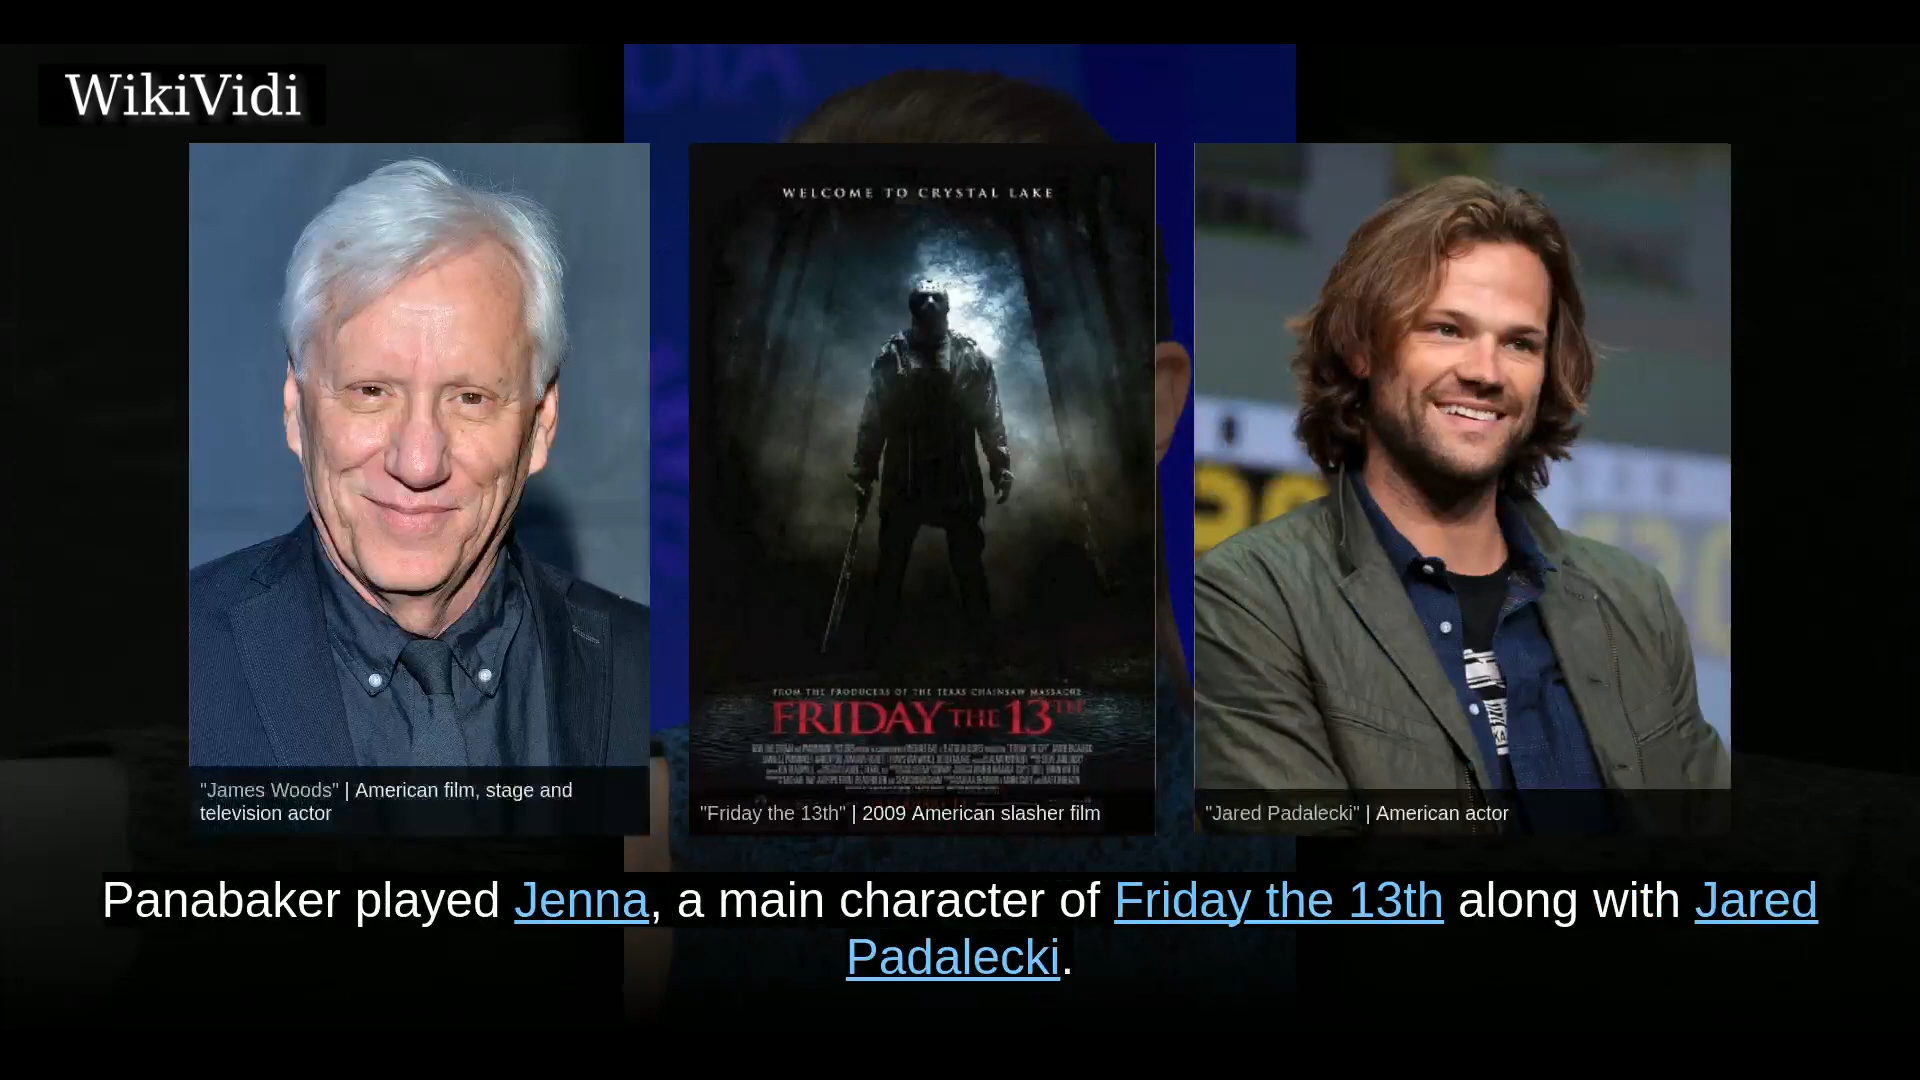 WikiVidi
WELCOME TO CRYSTAL LAKE
FROM THE PRODUCERS OF THE TEXAS CHAINSAW MASSACRE
FRIDAY THE 13TH
"James Woods" | American film, stage and
television actor
"Friday the 13th" | 2009 American slasher film
"Jared Padalecki" | American actor
Panabaker played Jenna, a main character of Friday the 13th along with Jared
Padalecki.